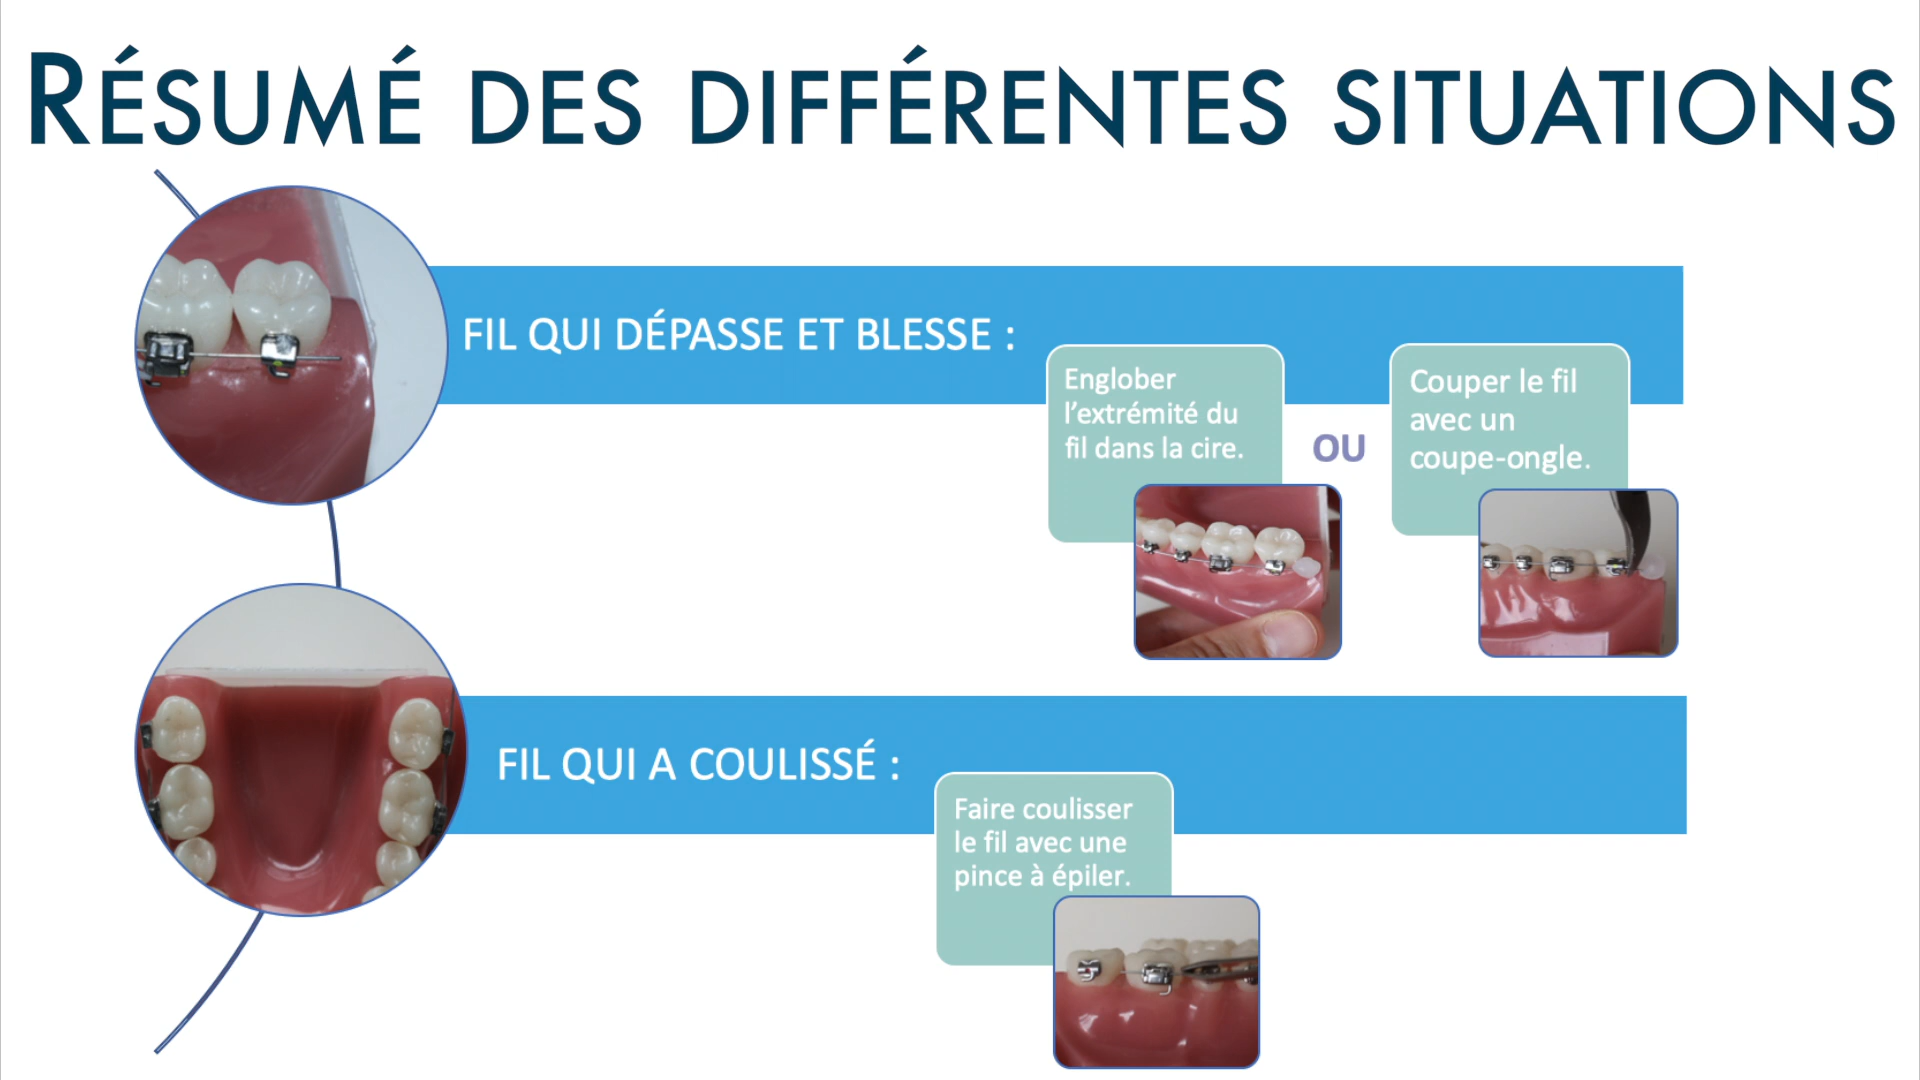 RÉSUMÉ DES DIFFÉRENTES SITUATIONS
FIL QUI DÉPASSE ET BLESSE :
Englober
l’extrémité du
fil dans la cire.
OU
Couper le fil
avec un
coupe-ongle.
FIL QUI A COULISSÉ :
Faire coulisser
le fil avec une
pince à épiler.